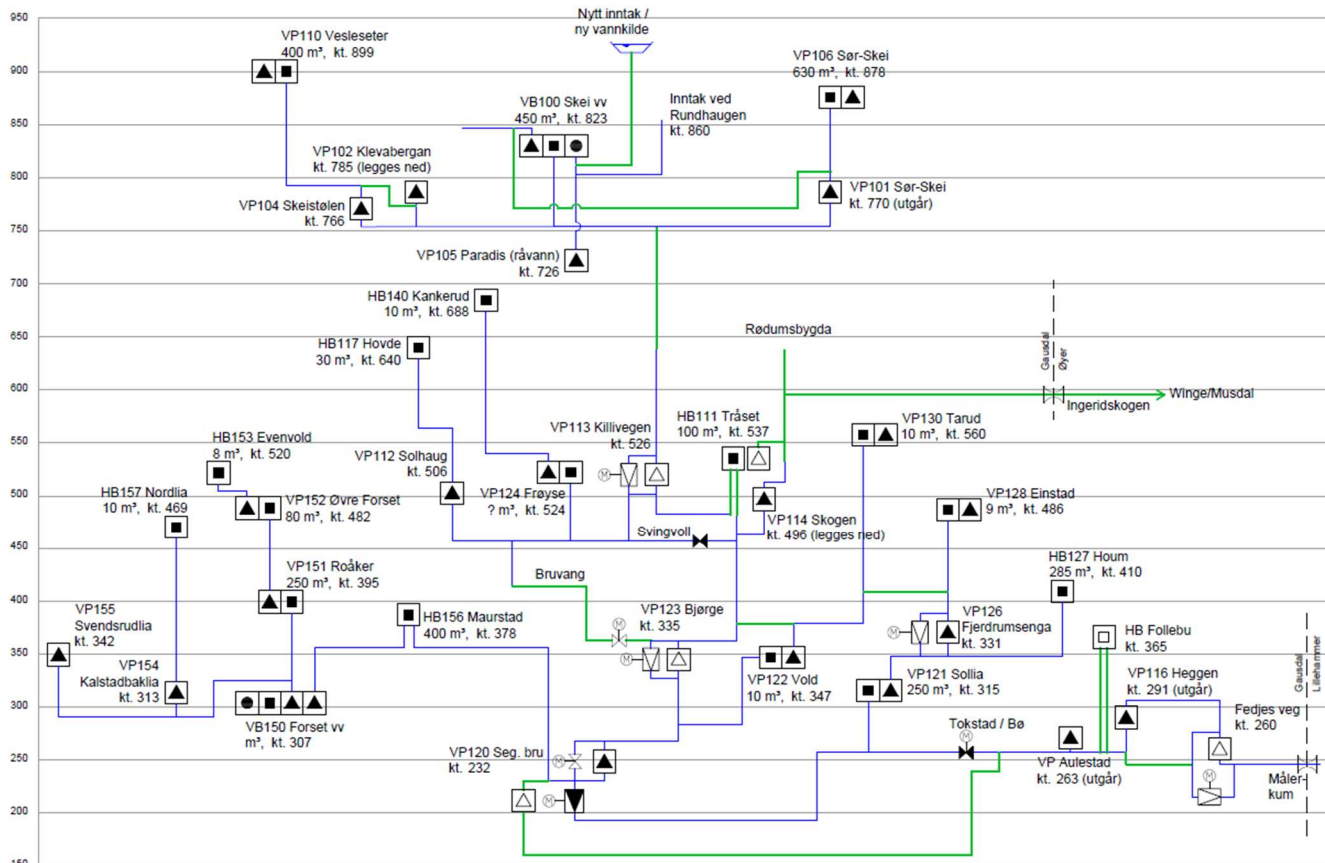 950
900
850
800
750
700
650
600
550
500
450
400
350
300
250
200
150
Nytt inntak /
ny vannkilde
VP110 Vesleseter
400 m³, kt. 899
VP106 Sør-Skei
630 m³, kt. 878
VB100 Skei vv
450 m³, kt. 823
Inntak ved
Rundhaugen
kt. 860
VP102 Klevabergan
kt. 785 (legges ned)
VP104 Skeistølen
kt. 766
VP101 Sør-Skei
kt. 770 (utgår)
VP105 Paradis (råvann)
kt. 726
HB140 Kankerud
10 m³, kt. 688
HB117 Hovde
30 m³, kt. 640
Rødumsbygda
Gausdal
Øyer
Winge/Musdal
Ingeridskogen
VP113 Killivegen
kt. 526
HB111 Tråset
100 m³, kt. 537
VP130 Tarud
10 m³, kt. 560
HB153 Evenvold
8 m³, kt. 520
VP112 Solhaug
506
M
HB157 Nordlia
10 m³, kt. 469
VP152 Øvre Forset
80 m³, kt. 482
VP124 Frøyse
? m³, kt. 524
VP128 Einstad
9 m³, kt. 486
Svingvoll
VP114 Skogen
kt. 496 (legges ned)
HB127 Houm
285 m³, kt. 410
VP151 Roåker
250 m³, kt. 395
Bruvang
VP155
Svendsrudlia
kt. 342
HB156 Maurstad
400 m³, kt. 378
VP123 Bjørge
kt. 335
M
M
VP126
Fjerdrumsenga
kt. 331
M
HB Follebu
kt. 365
Gausdal
Lillehammer
VP154
Kalstadbaklia
kt. 313
VP122 Vold
10 m³, kt. 347
VP121 Sollia
250 m³, kt. 315
VP116 Heggen
kt. 291 (utgår)
VB150 Forset vv
m³, kt. 307
Tokstad / Bø
M
Fedjes veg
kt. 260
VP120 Seg. bru
kt. 232
M
M
VP Aulestad
kt. 263 (utgår)
M
Måler-
kum